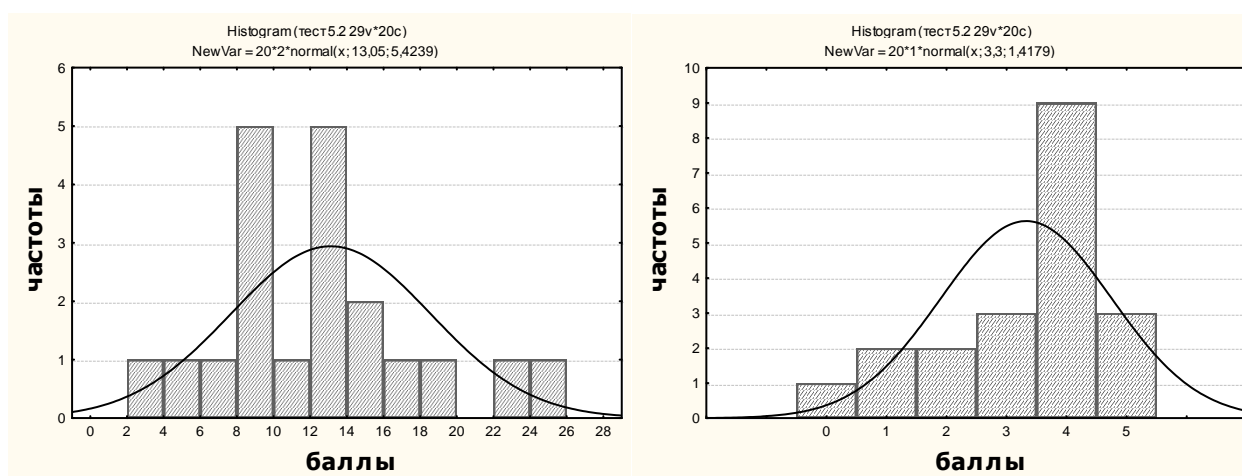 Histogram (тест5.2 29v*20c)
NewVar = 20*2*normal(x; 13,05; 5,4239)
6
5
4
3
2
1
0
0 2 4 6 8 10 12 14 16 18 20 22 24 26 28
частоты
баллы
Histogram (тест5.2 29v*20c)
NewVar = 20*1*normal(x; 3,3; 1,4179)
10
9
8
7
6
5
4
3
2
1
0
0 1 2 3 4 5
частоты
баллы